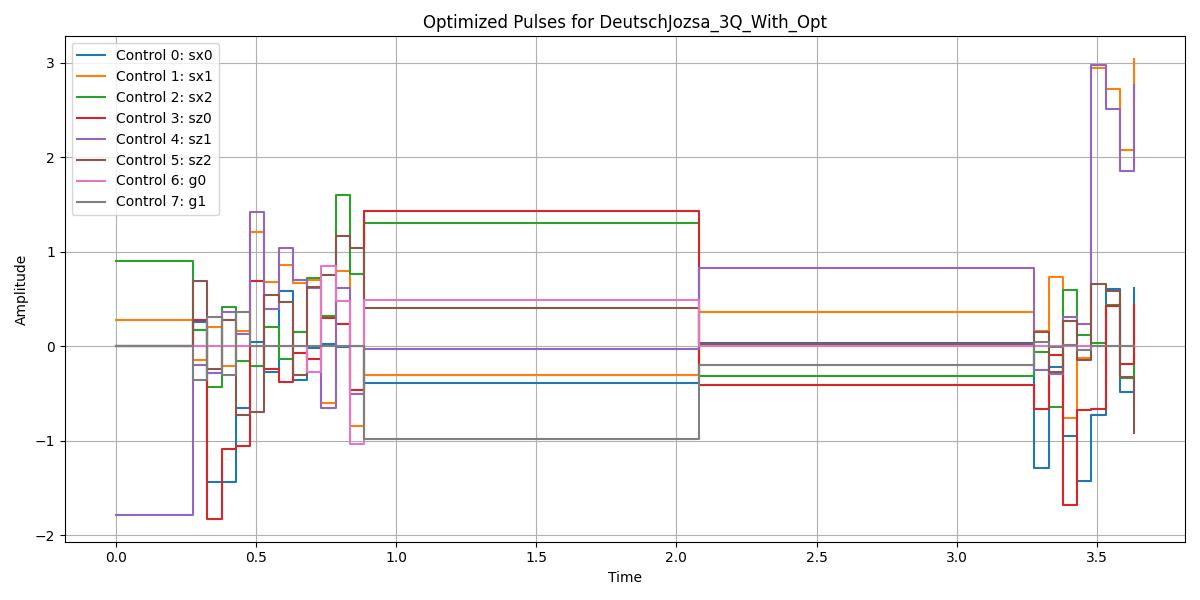 Optimized Pulses for DeutschJozsa_3Q_With_Opt
Control 0: sx0
Control 1: sx1
Control 2: sx2
Control 3: sz0
Control 4: sz1
Control 5: sz2
Control 6: g0
Control 7: g1
Amplitude
3
2
1
0
−1
−2
0.0 0.5 1.0 1.5 2.0 2.5 3.0 3.5
Time